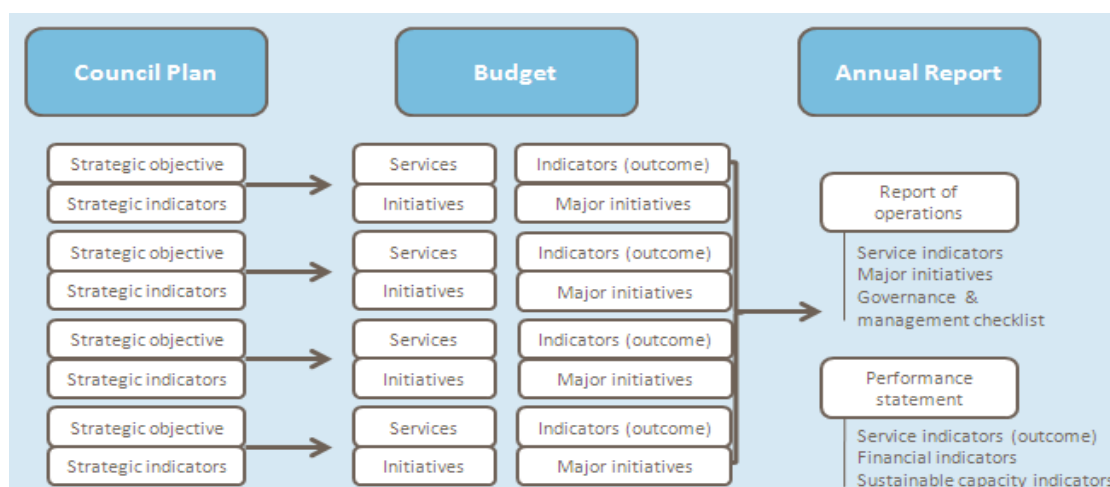 Council Plan
Budget
Annual Report
Strategic objective
Strategic indicators
Strategic objective
Strategic indicators
Strategic objective
Strategic indicators
Strategic objective
Strategic indicators
Services
Initiatives
Services
Initiatives
Services
Initiatives
Services
Initiatives
Indicators (outcome)
Major initiatives
Indicators (outcome)
Major initiatives
Indicators (outcome)
Major initiatives
Indicators (outcome)
Major initiatives
Report of
operations
Service indicators
Major initiatives
Governance &
management checklist
Performance
statement
Service indicators (outcome)
Financial indicators
Sustainable capacity indicators